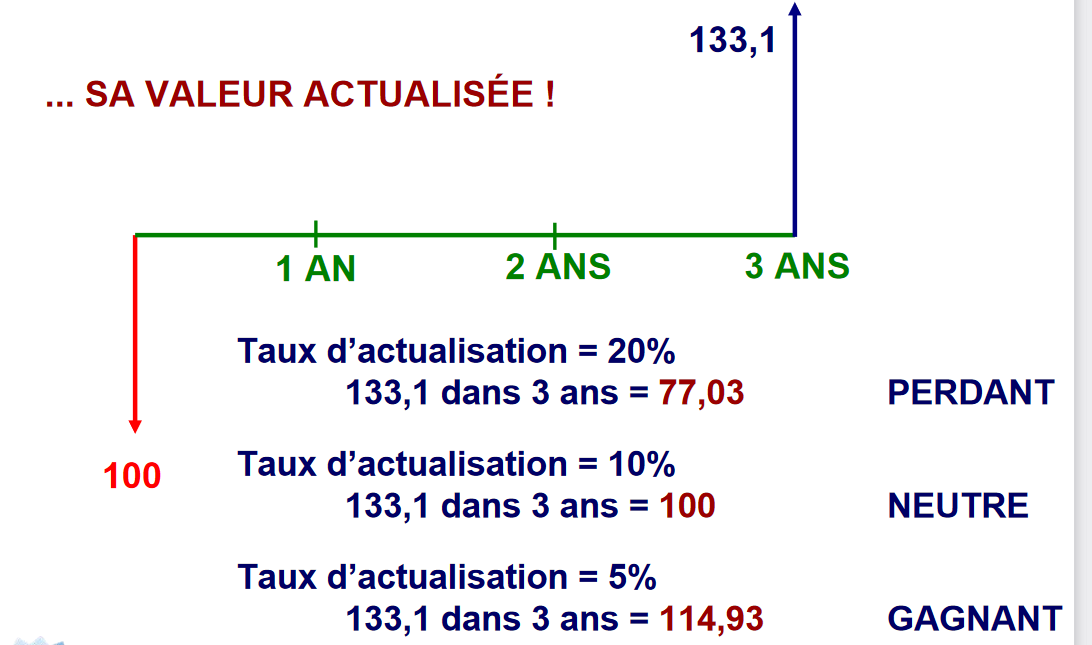 133,1
... SA VALEUR ACTUALISÉE !
1 AN
2 ANS
3 ANS
100
Taux d’actualisation = 20%
133,1 dans 3 ans = 77,03 PERDANT
Taux d’actualisation = 10%
133,1 dans 3 ans = 100 NEUTRE
Taux d’actualisation = 5%
133,1 dans 3 ans = 114,93 GAGNANT